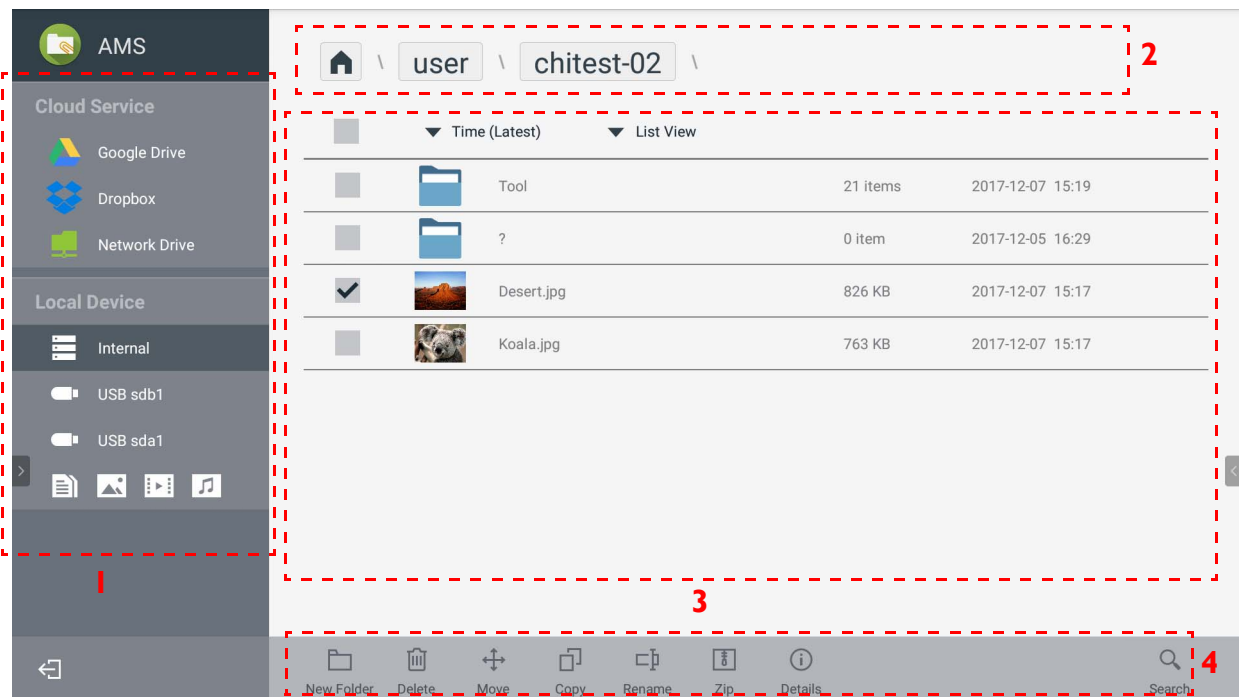 AMS
Cloud Service
Google Drive
Dropbox
Network Drive
Local Device
Internal
USB sdb1
USB sda1
1
\ user \ chitest-02 \
2
Time (Latest) List View
Tool 21 items 2017-12-07 15:19
? 0 item 2017-12-05 16:29
Desert.jpg 826 KB 2017-12-07 15:17
Koala.jpg 763 KB 2017-12-07 15:17
3
New Folder Delete Move Copy Rename Zip Details Search
4